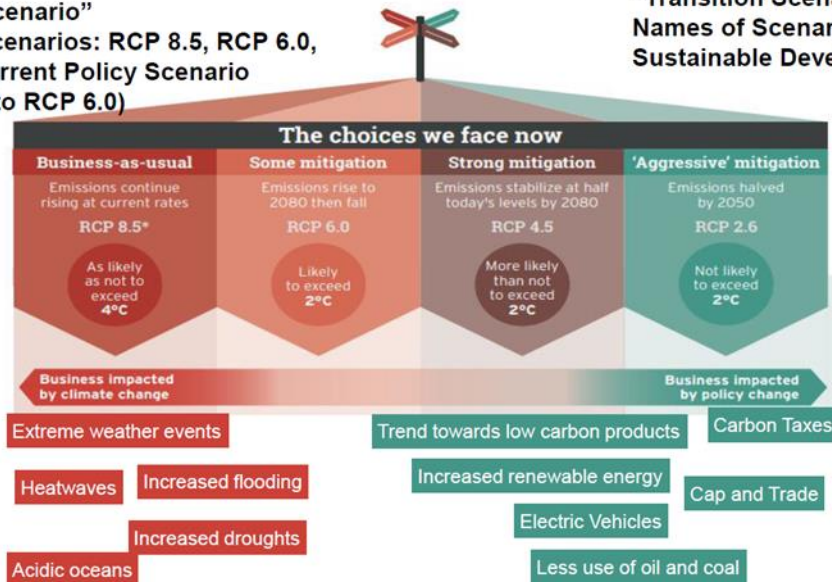 cenario”
cenarios: RCP 8.5, RCP 6.0,
rrent Policy Scenario
to RCP 6.0)
Transition Scena
Names of Scenar
Sustainable Deve
The choices we face now
Business-as-usual
Emissions continue
rising at current rates
RCP 8.5*
As likely
as not to
exceed
4°C
Some mitigation
Emissions rise to
2080 then fall
RCP 6.0
Likely
to exceed
2°C
Strong mitigation
Emissions stabilize at half
today's levels by 2080
RCP 4.5
More likely
than not
to exceed
2°C
'Aggressive' mitigation
Emissions halved
by 2050
RCP 2.6
Not likely
to exceed
2°C
Business impacted
by climate change
Business impacted
by policy change
Extreme weather events
Heatwaves
Increased flooding
Increased droughts
Acidic oceans
Trend towards low carbon products
Carbon Taxes
Increased renewable energy
Cap and Trade
Electric Vehicles
Less use of oil and coal